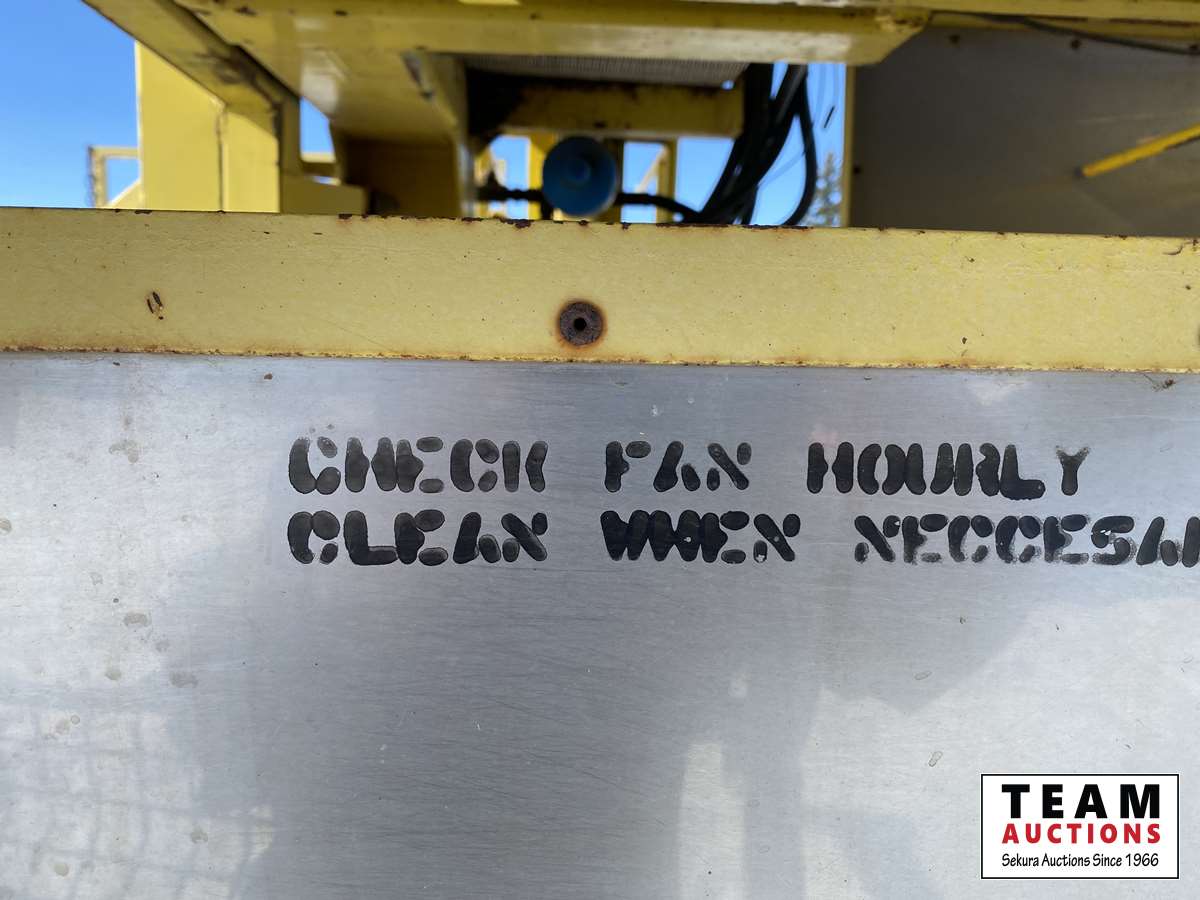 CHECK FAN HOURLY
CLEAN WHEN NECCESA
TEAM
AUCTIONS
Sekura Auctions Since 1966